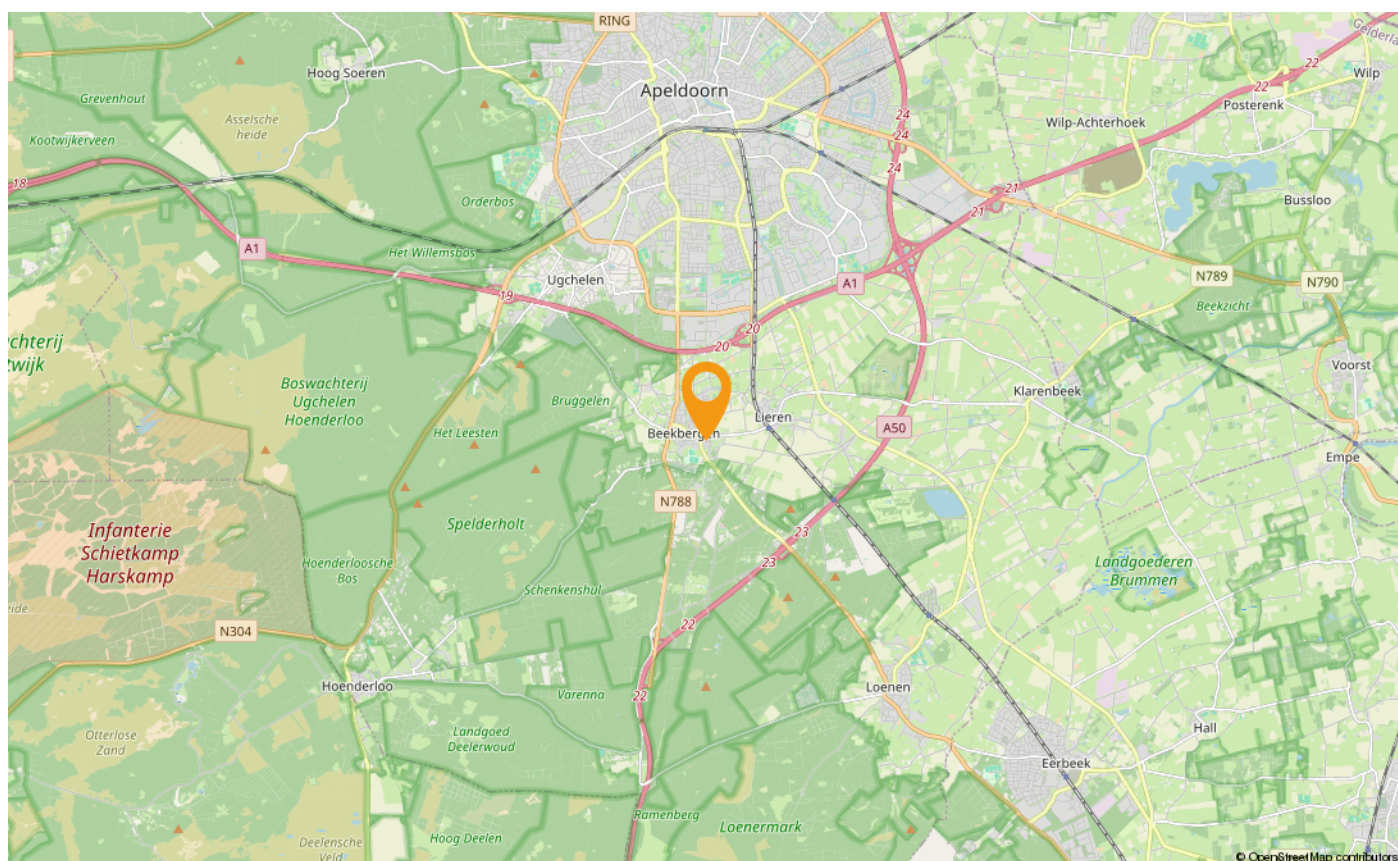 RING
Gelderla
22
Wilp
Hoog Soeren
Apeldoorn
22
Posterenk
Grevenhout
Asselsche
heide
24
Wilp-Achterhoek
Kootwijkerveen
24
24
18
21
21
Orderbos
Bussloo
A1
Het Willemsbos
Ugchelen
A1
N789
N790
19
Beekzicht
20
20
achterij
twijk
Voorst
Boswachterij
Ugchelen
Hoenderloo
Bruggelen
Klarenbeek
Lieren
A50
Het Leesten
Beekbergen
Empe
N788
Infanterie
Schietkamp
Harskamp
Spelderholt
23
23
Hoenderloosche
Bos
Landgoederen
Brummen
Schenkenshul
eide
22
N304
Hoenderloo
Varenna
22
Loenen
Otterlose
Zand
Landgoed
Deelerwoud
Hall
Eerbeek
Ramenberg
Loenermark
Hoog Deelen
Deelensche
Veld
© OpenStreetMap contributors